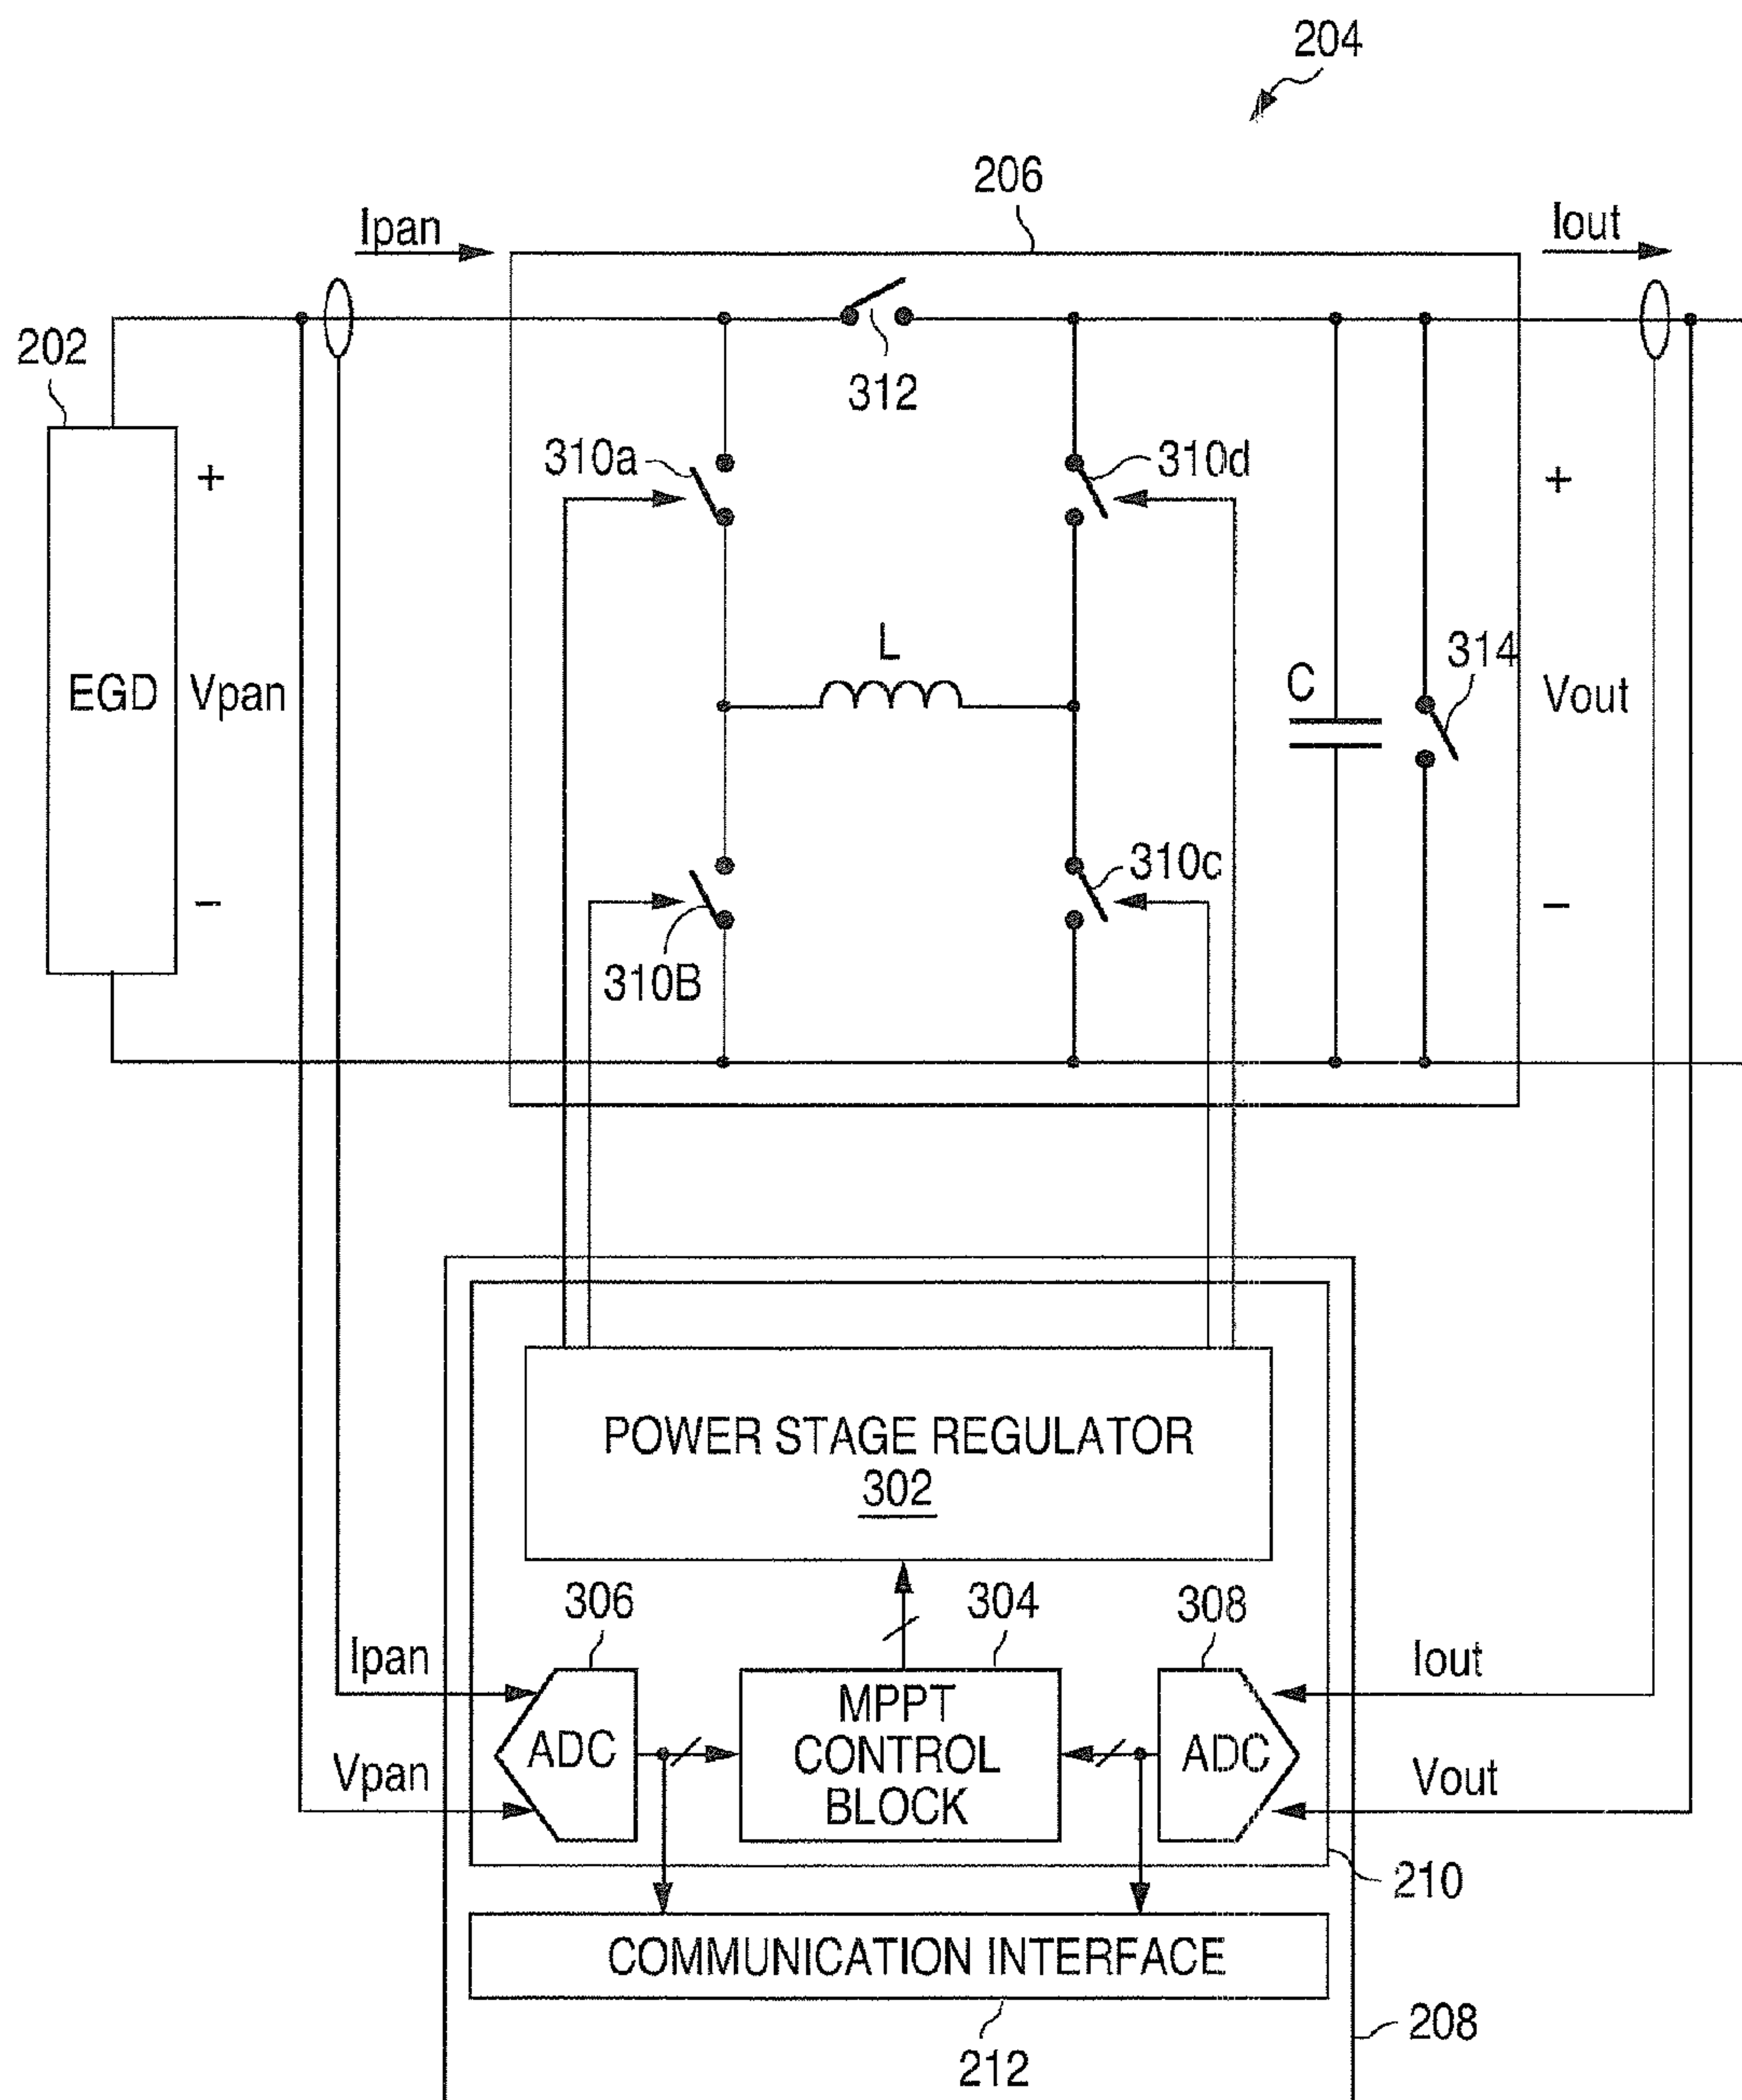 204
206
Ipan
Iout
202
312
310a
310d
+
+
L
314
EGD
Vpan
C
Vout
310c
−
−
310B
POWER STAGE REGULATOR
302
306
304
308
Ipan
Iout
MPPT
CONTROL
BLOCK
ADC
ADC
Vpan
Vout
210
COMMUNICATION INTERFACE
208
212